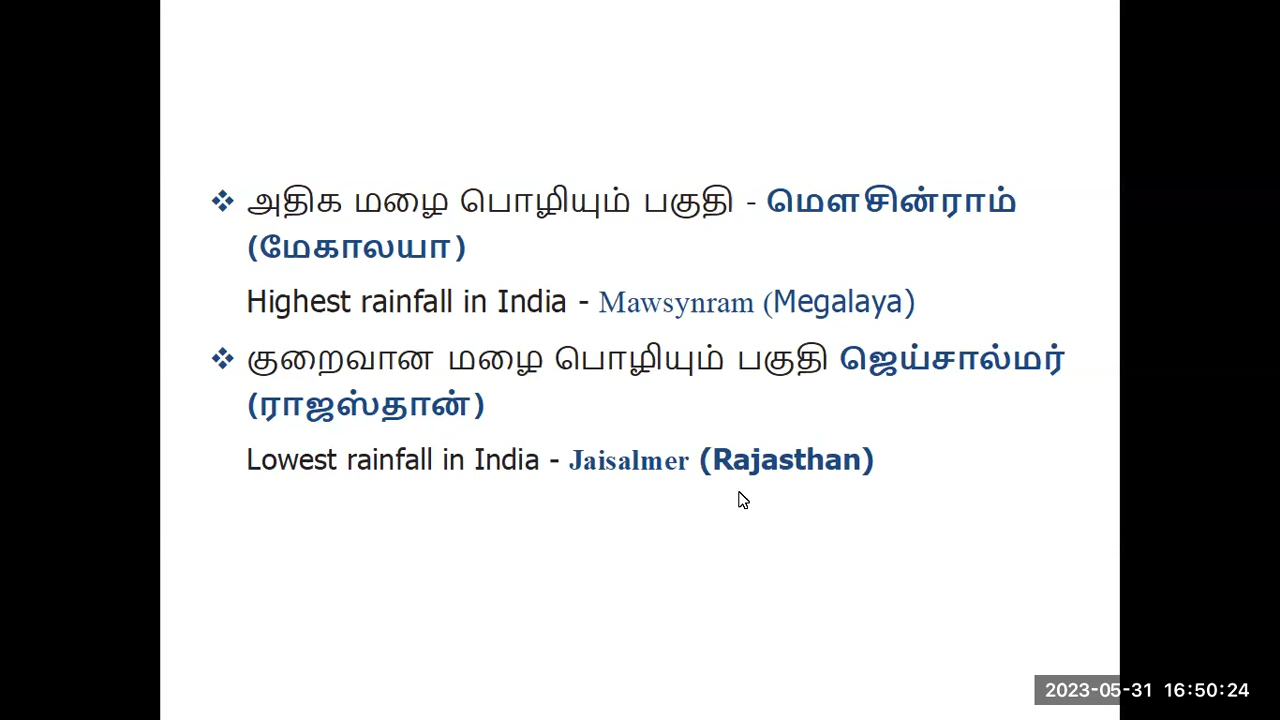 ❖ அதிக மழை பொழியும் பகுதி - மௌசின்ராம்
(மேகாலயா)
Highest rainfall in India - Mawsynram (Megalaya)
❖ குறைவான மழை பொழியும் பகுதி ஜெய்சால்மர்
(ராஜஸ்தான்)
Lowest rainfall in India - Jaisalmer (Rajasthan)
2023-05-31 16:50:24